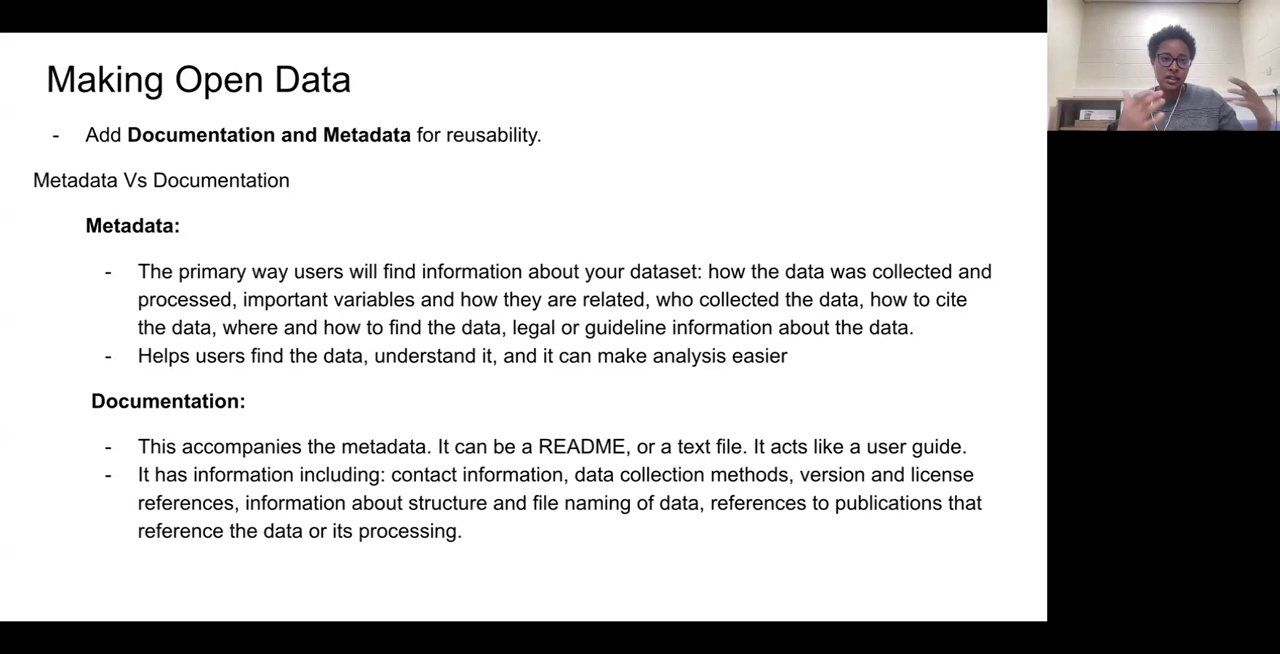 Making Open Data
- Add Documentation and Metadata for reusability.
Metadata Vs Documentation
Metadata:
- The primary way users will find information about your dataset: how the data was collected and
processed, important variables and how they are related, who collected the data, how to cite
the data, where and how to find the data, legal or guideline information about the data.
- Helps users find the data, understand it, and it can make analysis easier
Documentation:
- This accompanies the metadata. It can be a README, or a text file. It acts like a user guide.
- It has information including: contact information, data collection methods, version and license
references, information about structure and file naming of data, references to publications that
reference the data or its processing.